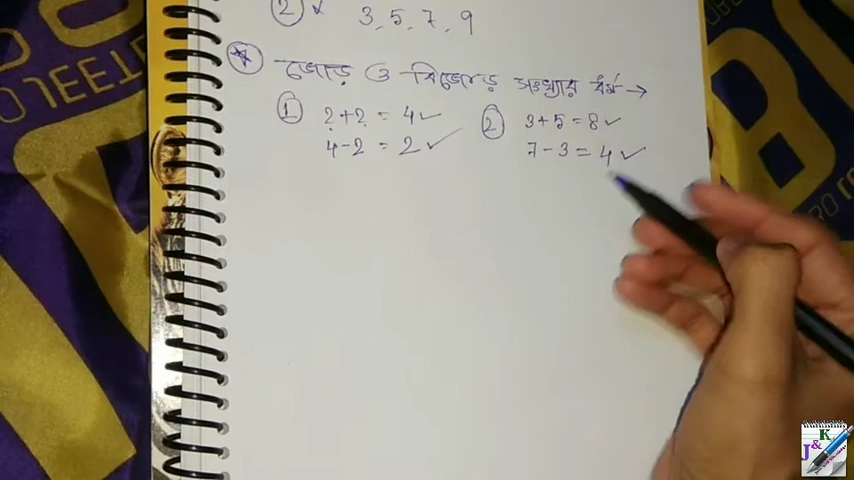 2 ✓ 3, 5, 7, 9
* জোড় ও বিজোড় সংখ্যার ধর্ম →
1 2+2 = 4 ✓
4-2 = 2 ✓
2 3+5 = 8 ✓
7-3 = 4 ✓
J&K